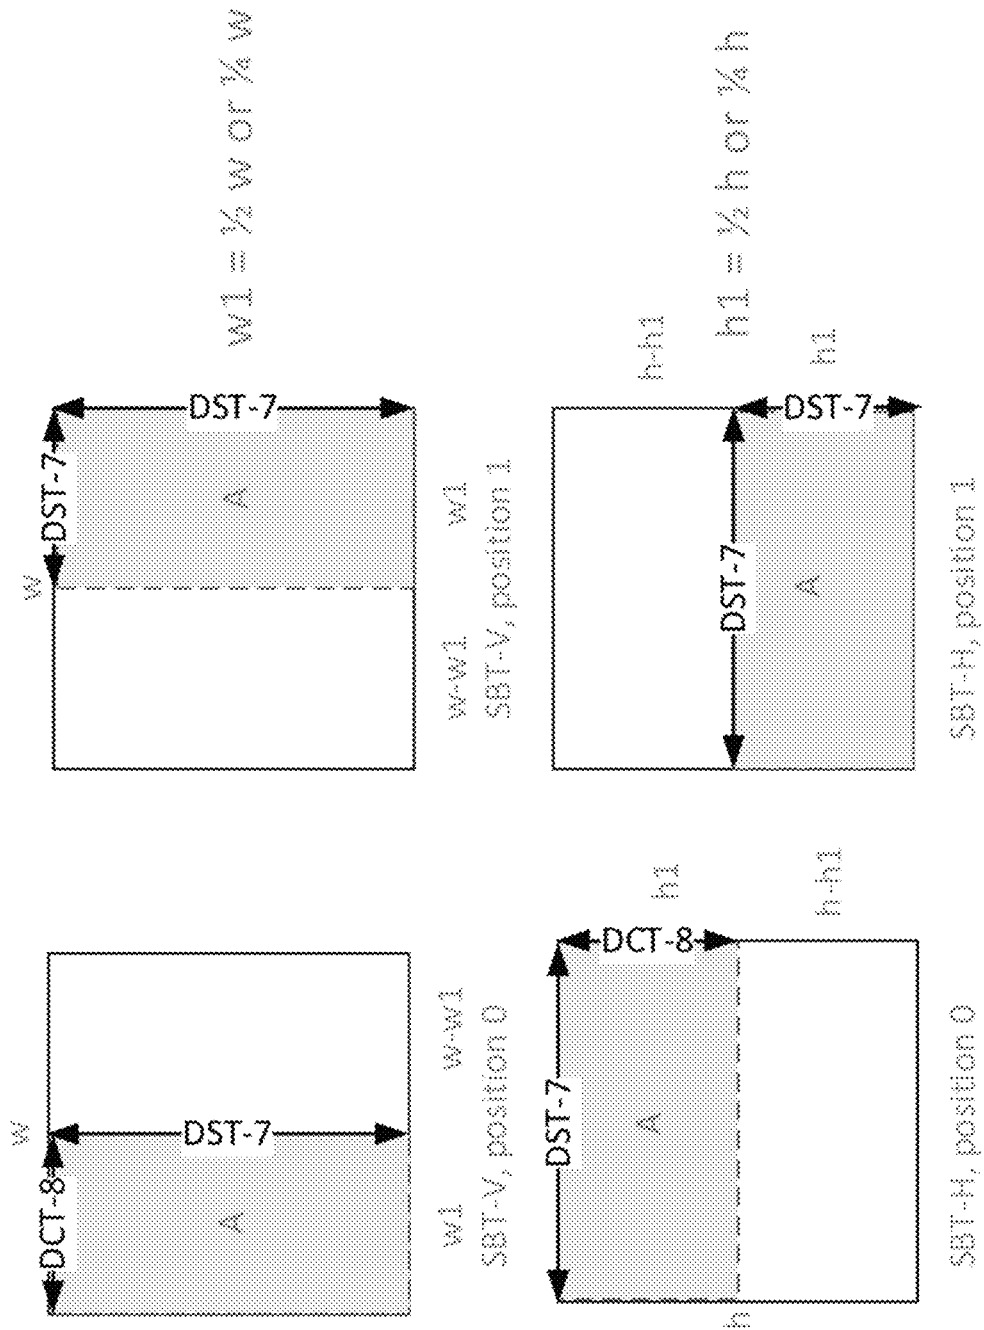 w
DCT-8
DST-7
A
w1
w-w1
SBT-V, position 0
w
DST-7
DST-7
A
w-w1
w1
SBT-V, position 1
w1 = ½ w or ¼ w
h
DST-7
DCT-8
A
h1
h-h1
SBT-H, position 0
DST-7
DST-7
A
h-h1
h1
SBT-H, position 1
h1 = ½ h or ¼ h